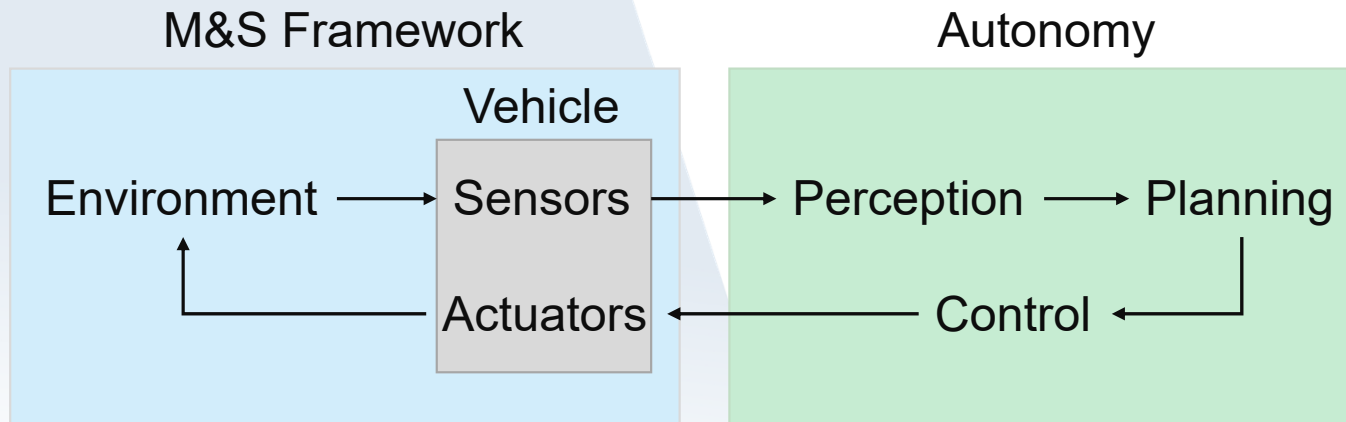 M&S Framework
Autonomy
Vehicle
Environment
Sensors
Perception
Planning
Actuators
Control